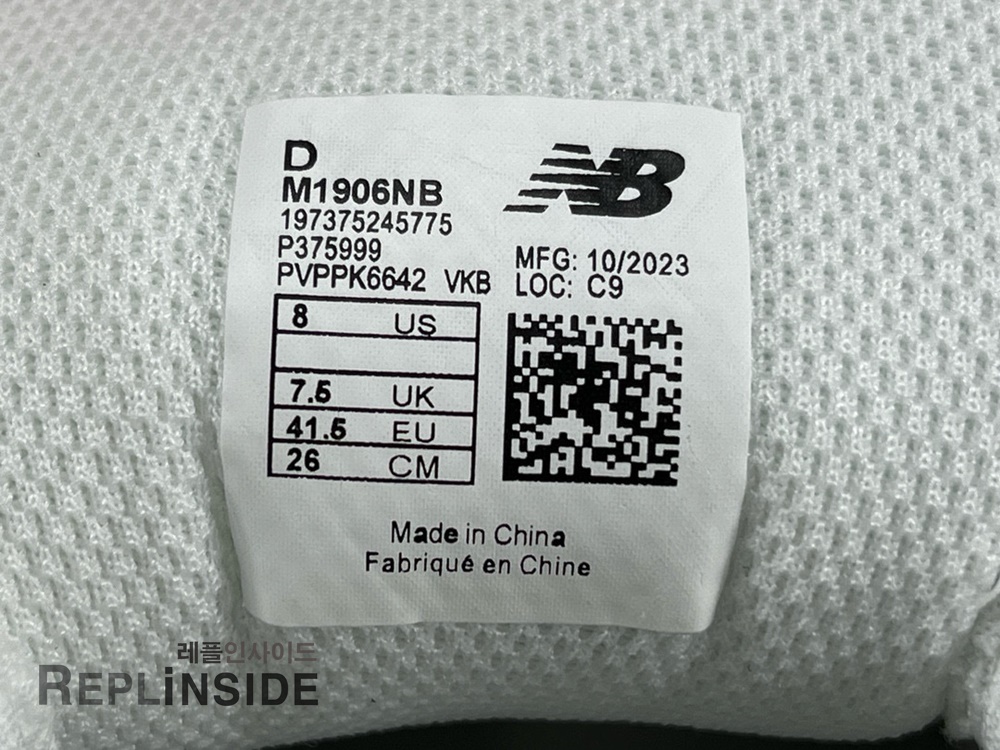 D
M1906NB
197375245775
P375999
PVPPK6642 VKB
NB
MFG: 10/2023
LOC: C9
8 US
7.5 UK
41.5 EU
26 CM
Made in China
Fabriqué en Chine
레플인사이드
REPLINSIDE